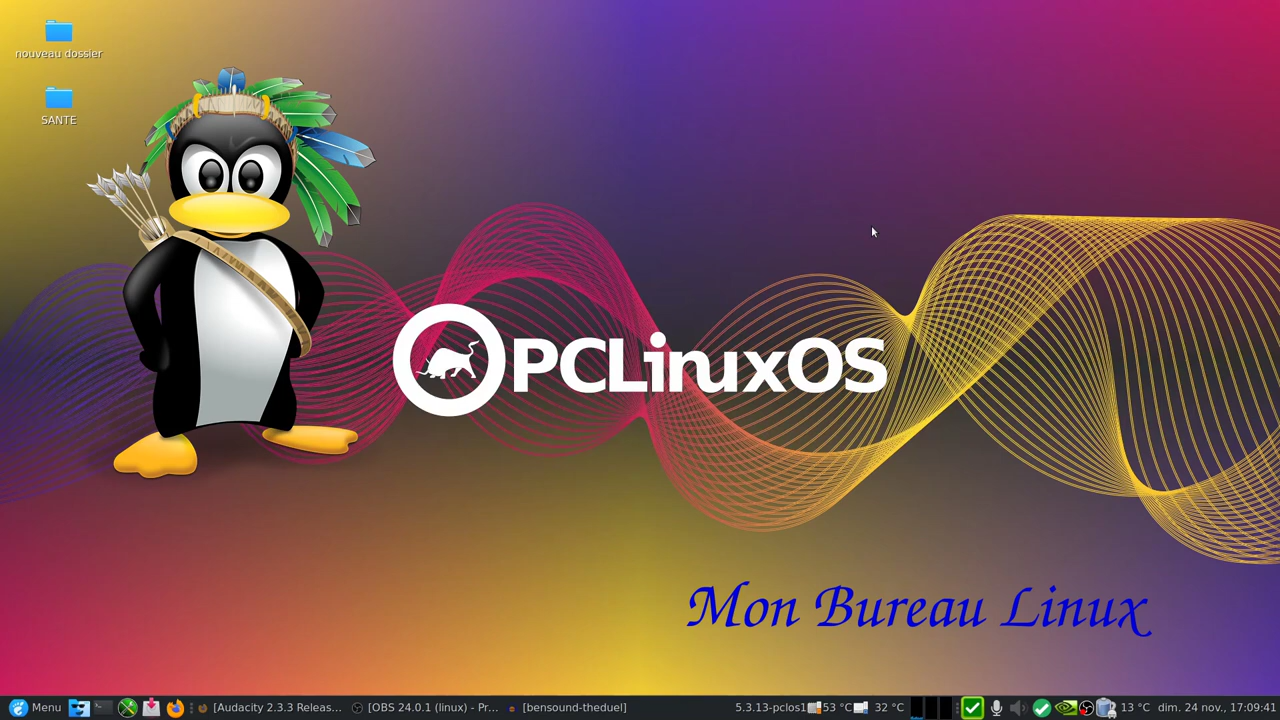 nouveau dossier
SANTE
PCLinuxOS
Mon Bureau Linux
Menu
[Audacity 2.3.3 Releas...
[OBS 24.0.1 (linux) - Pr...
[bensound-theduel]
5.3.13-pclos1
53 °C
32 °C
13 °C
dim. 24 nov., 17:09:41